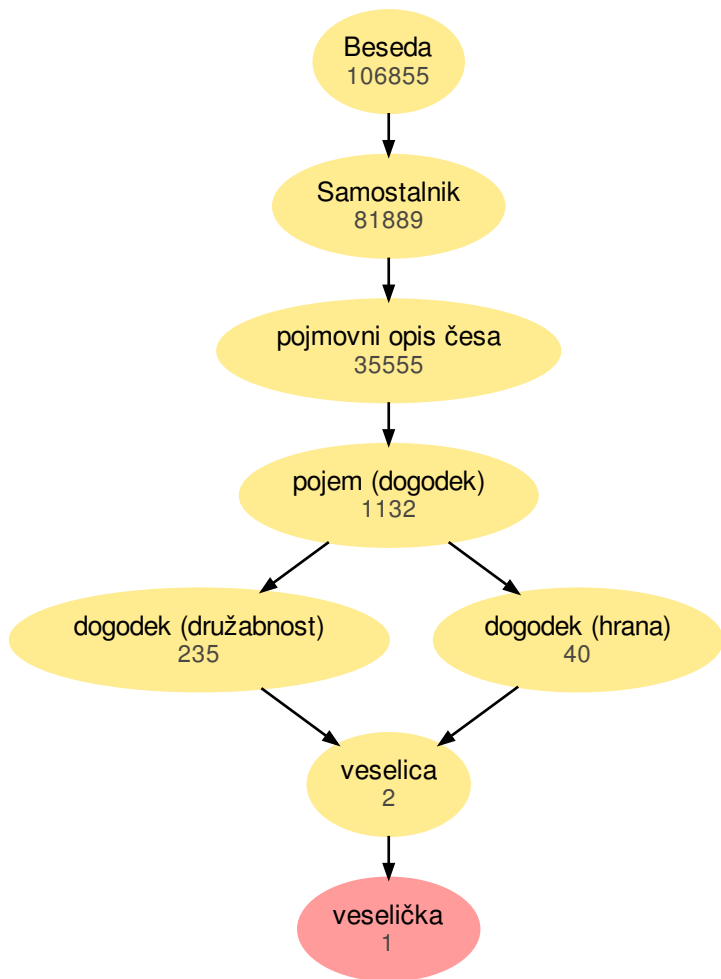 Beseda
106855
Samostalnik
81889
pojmovni opis česa
35555
pojem (dogodek)
1132
dogodek (družabnost)
235
dogodek (hrana)
40
veselica
2
veselička
1